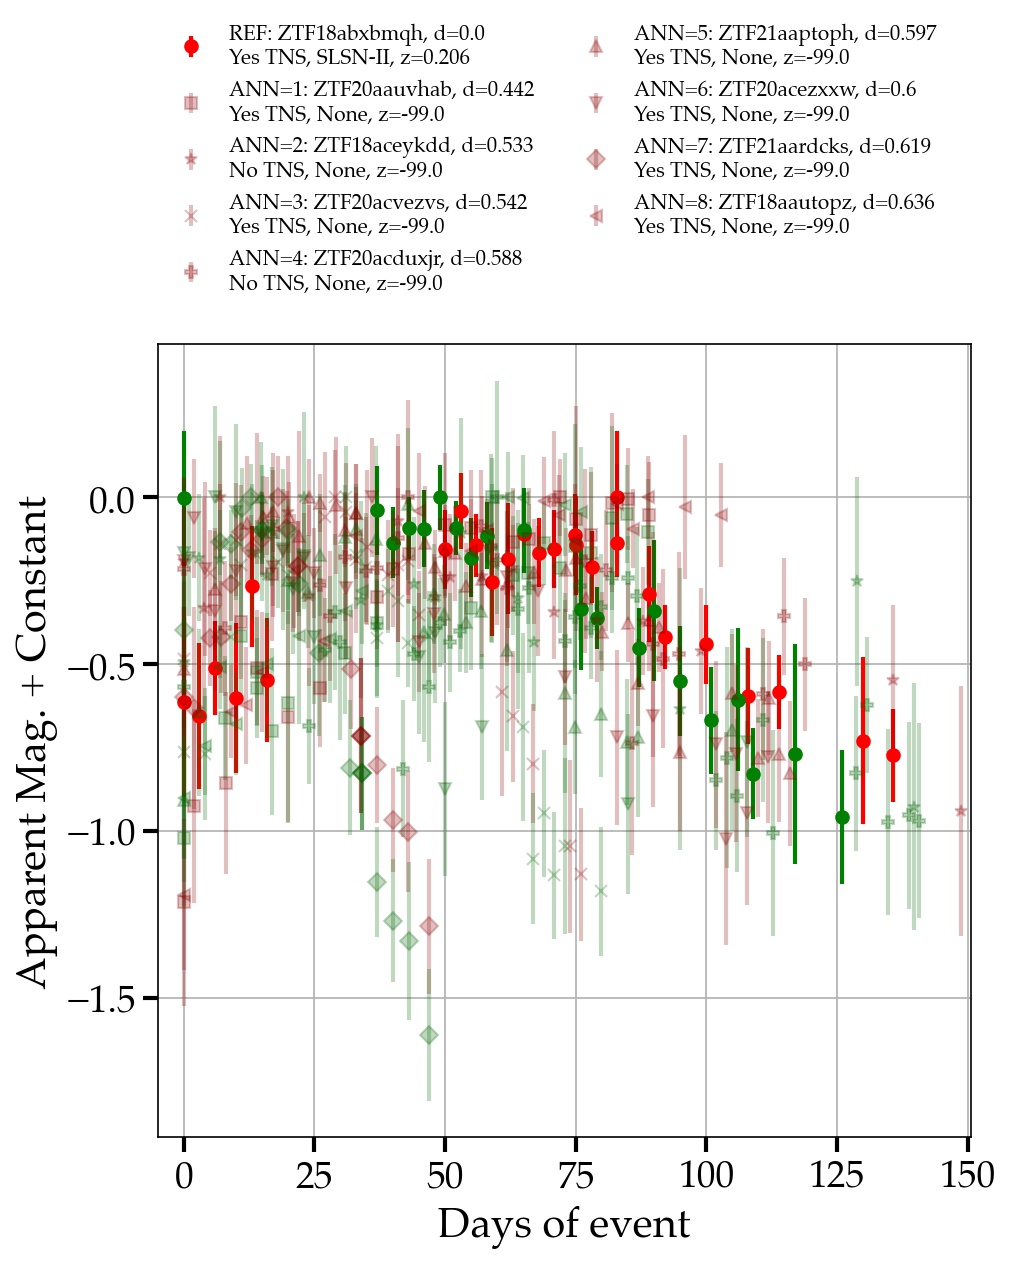 REF: ZTF18abxbmqh, d=0.0
Yes TNS, SLSN-II, z=0.206
ANN=1: ZTF20aauvhab, d=0.442
Yes TNS, None, z=-99.0
ANN=2: ZTF18aceykdd, d=0.533
No TNS, None, z=-99.0
ANN=3: ZTF20acvezvs, d=0.542
Yes TNS, None, z=-99.0
ANN=4: ZTF20acduxjr, d=0.588
No TNS, None, z=-99.0
ANN=5: ZTF21aaptoph, d=0.597
Yes TNS, None, z=-99.0
ANN=6: ZTF20acezxxw, d=0.6
Yes TNS, None, z=-99.0
ANN=7: ZTF21aardcks, d=0.619
Yes TNS, None, z=-99.0
ANN=8: ZTF18aautopz, d=0.636
Yes TNS, None, z=-99.0
Apparent Mag. + Constant
0.0
−0.5
−1.0
−1.5
0 25 50 75 100 125 150
Days of event